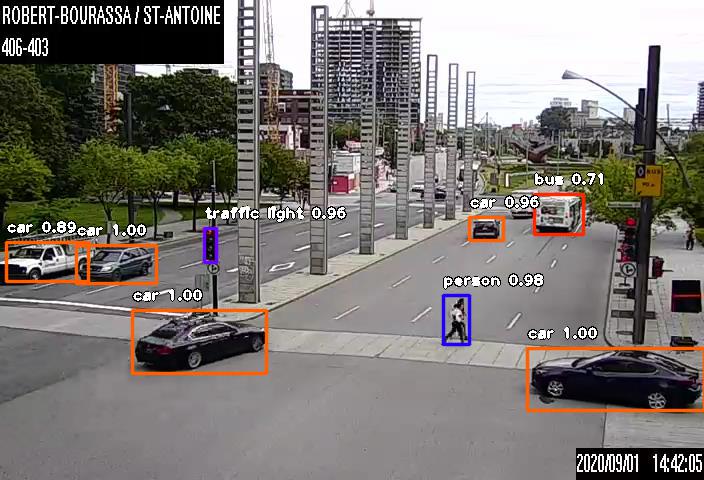 ROBERT-BOURASSA / ST-ANTOINE
406-403
bus 0.71
car 0.96
traffic light 0.96
car 0.89
car 1.00
person 0.98
car 1.00
car 1.00
BUS
2020/09/01 14:42:05